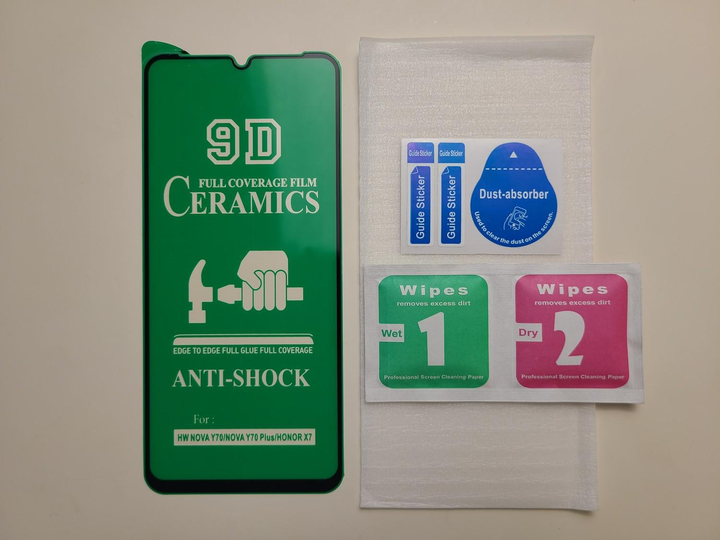 9D
FULL COVERAGE FILM
CERAMICS
EDGE TO EDGE FULL GLUE FULL COVERAGE
ANTI-SHOCK
For :
HW NOVA Y70/NOVA Y70 Plus/HONOR X7
Guide Sticker
Guide Sticker
Guide Sticker
Guide Sticker
Dust-absorber
Used to clear the dust on the screen.
Wipes
removes excess dirt
Wet
1
Professional Screen Cleaning Paper
Wipes
removes excess dirt
Dry
2
Professional Screen Cleaning Paper